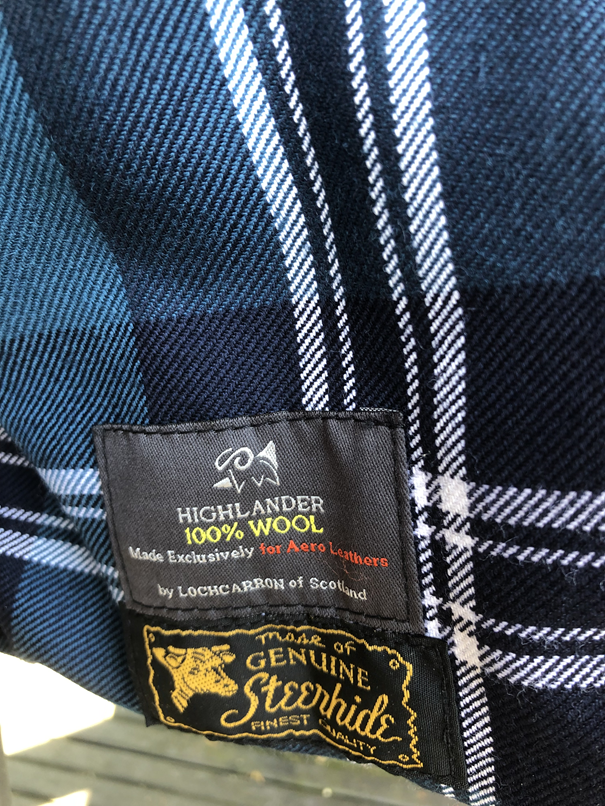 HIGHLANDER
100% WOOL
Made Exclusively for Aero Leathers
by LOCHCARRON of Scotland
Made of
GENUINE
Steerhide
FINEST QUALITY